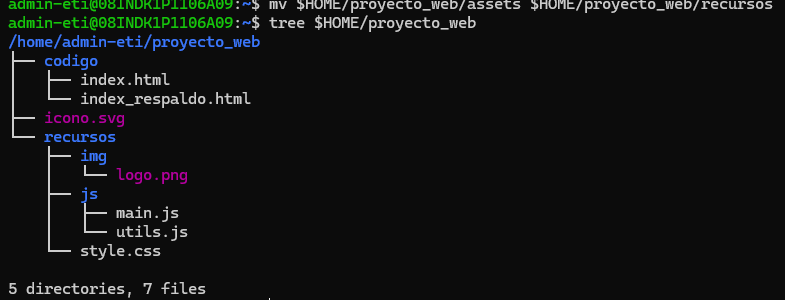 admin-eti@08INDK1P1106A09:~$ mv $HOME/proyecto_web/assets $HOME/proyecto_web/recursos
admin-eti@08INDK1P1106A09:~$ tree $HOME/proyecto_web
/home/admin-eti/proyecto_web
├── codigo
│   ├── index.html
│   └── index_respaldo.html
├── icono.svg
└── recursos
    ├── img
    │   └── logo.png
    ├── js
    │   ├── main.js
    │   └── utils.js
    └── style.css
5 directories, 7 files